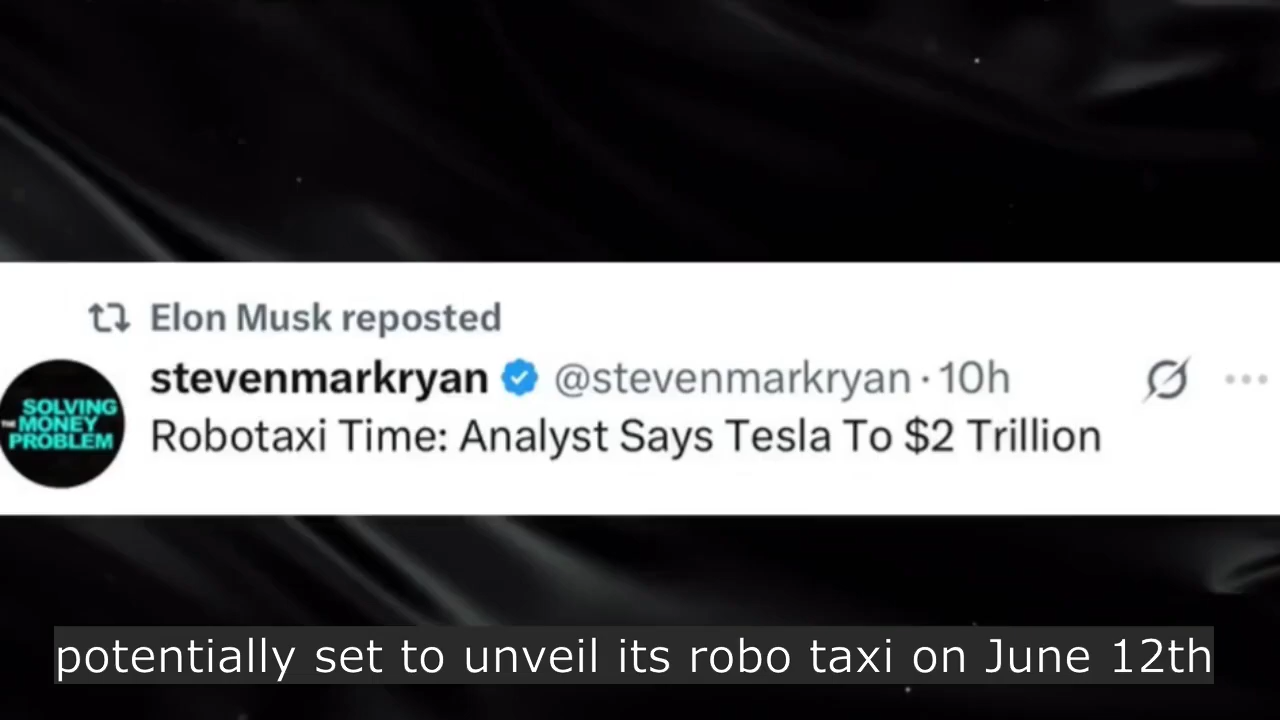 Elon Musk reposted
stevenmarkryan @stevenmarkryan · 10h
SOLVING
THE MONEY
PROBLEM
Robotaxi Time: Analyst Says Tesla To $2 Trillion
potentially set to unveil its robo taxi on June 12th